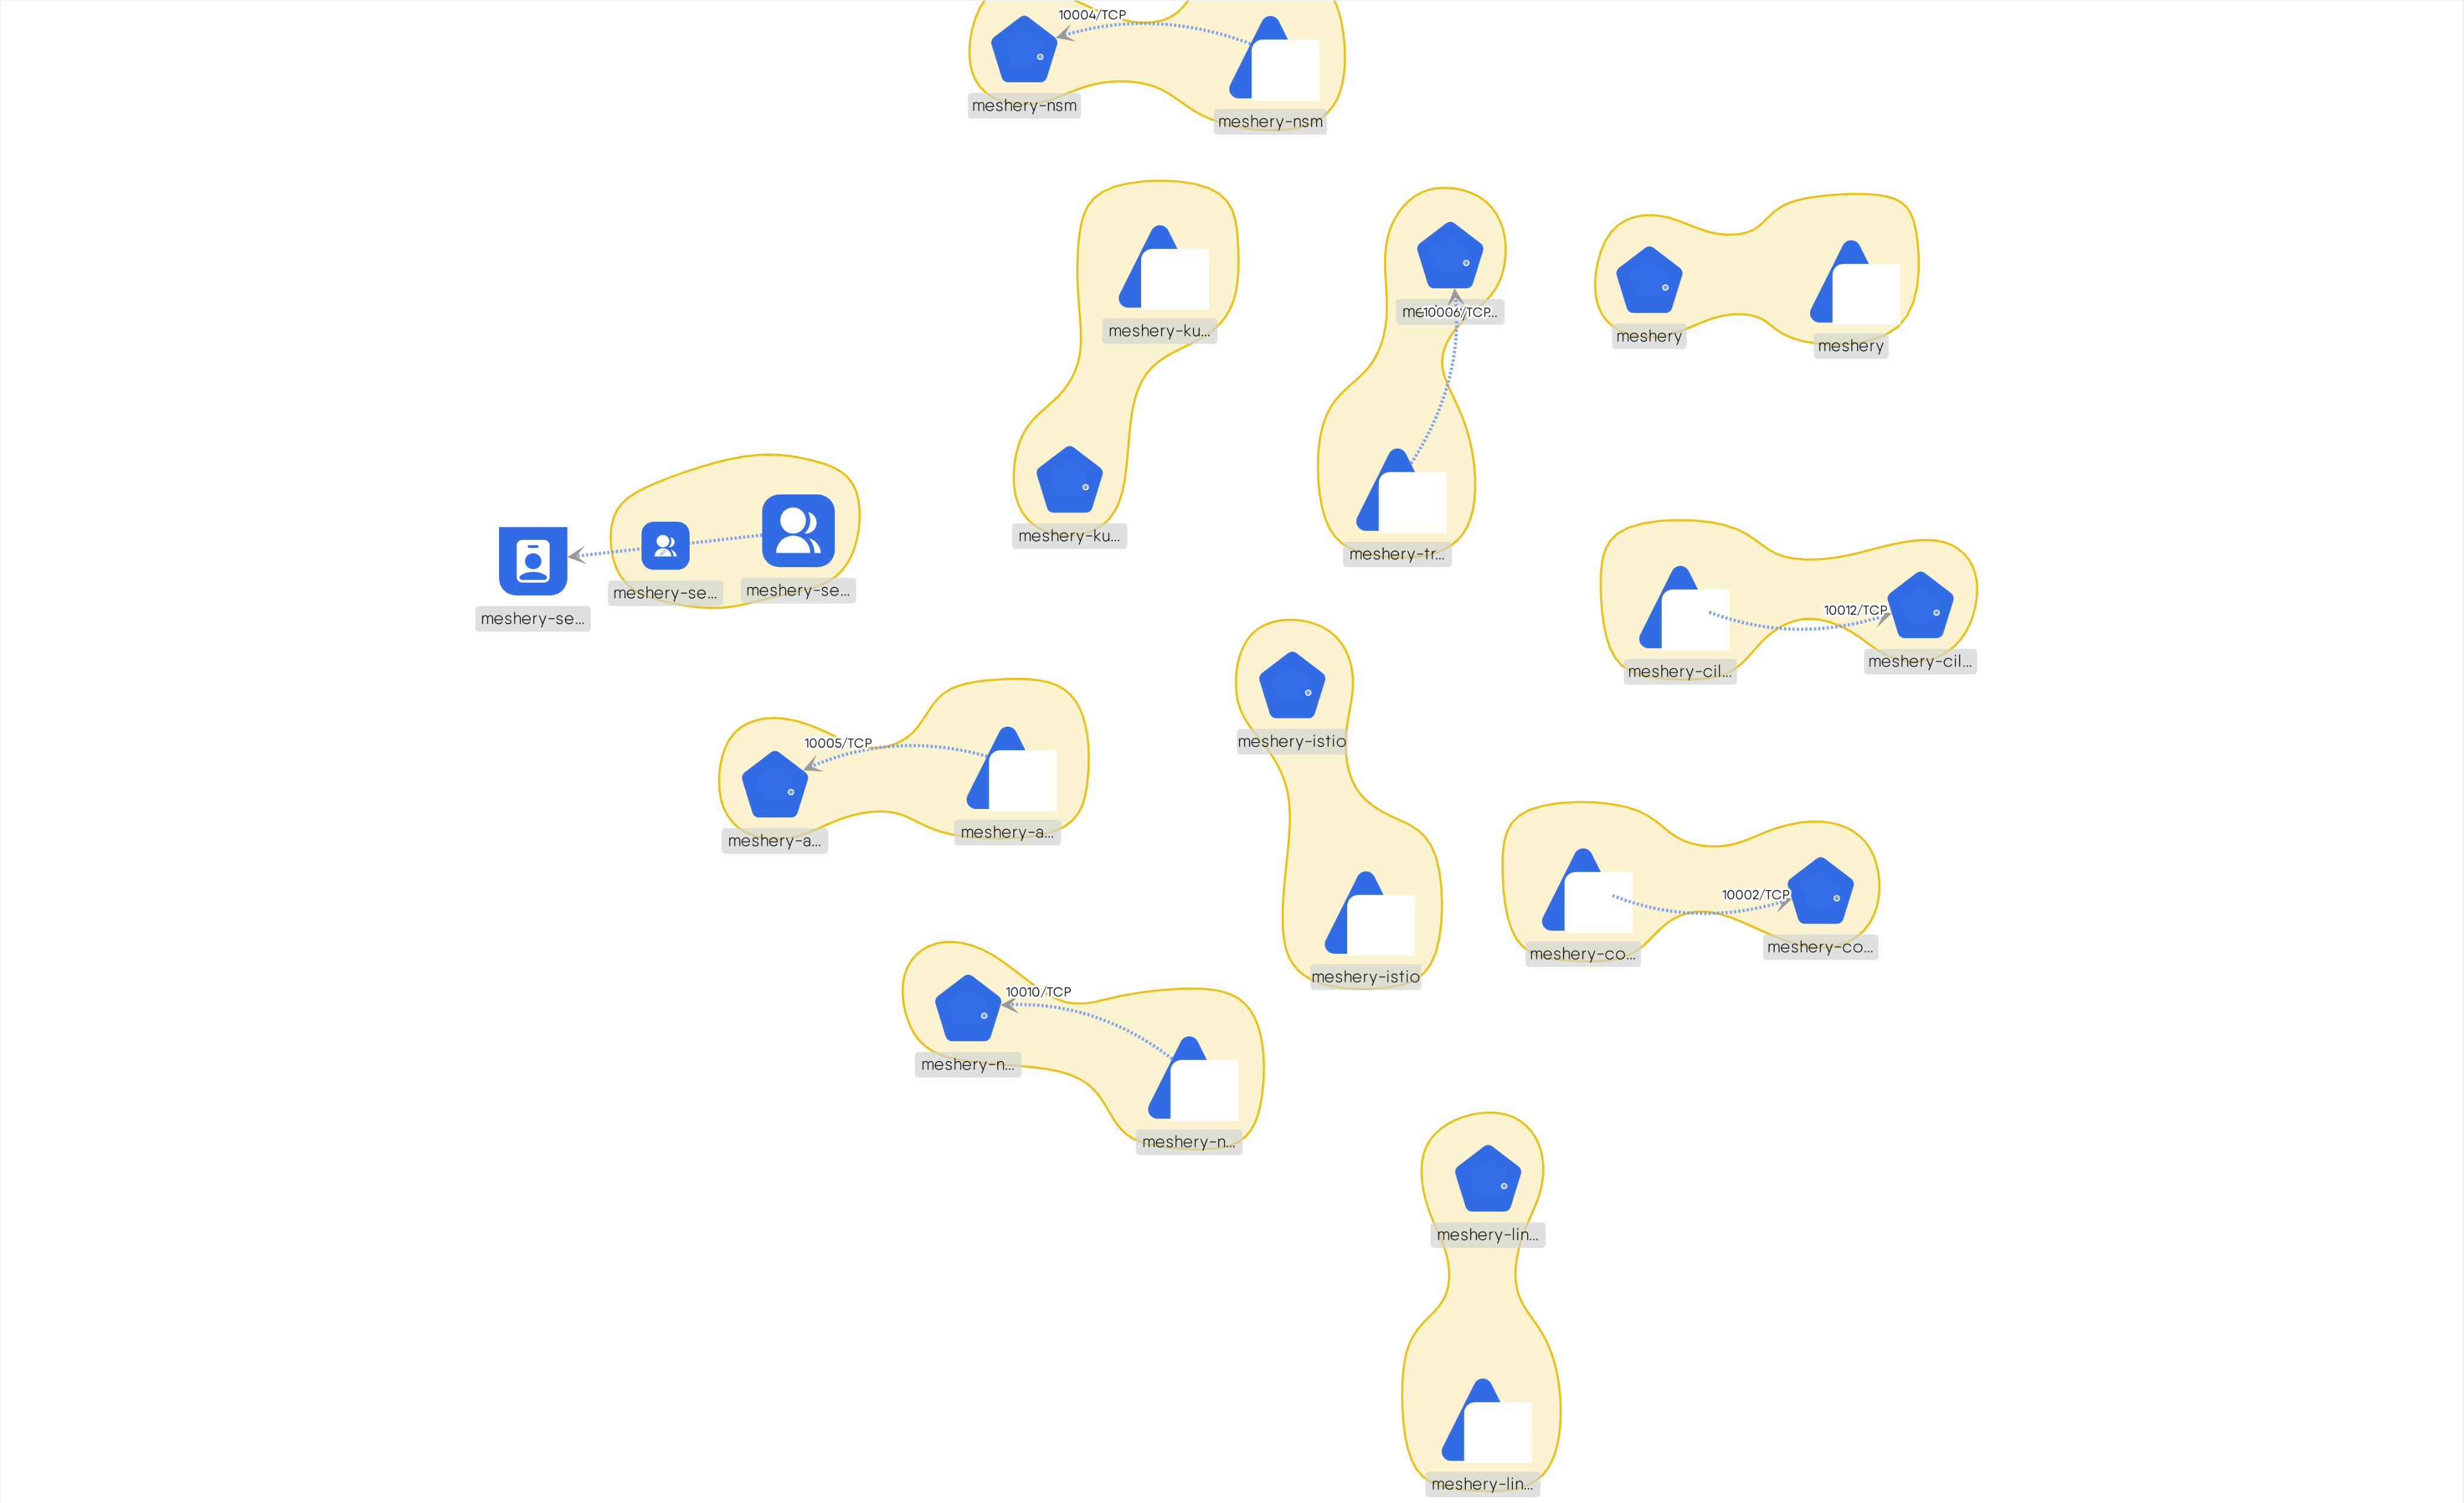 10004/TCP
meshery-nsm
meshery-nsm
meshery-ku...
10006/TCP
meshery
meshery
meshery-ku...
meshery-tr...
meshery-se...
meshery-se...
meshery-se...
10012/TCP
meshery-cil...
meshery-cil...
meshery-istio
10005/TCP
meshery-a...
meshery-a...
10002/TCP
meshery-co...
meshery-co...
meshery-istio
10010/TCP
meshery-n...
meshery-n...
meshery-lin...
meshery-lin...